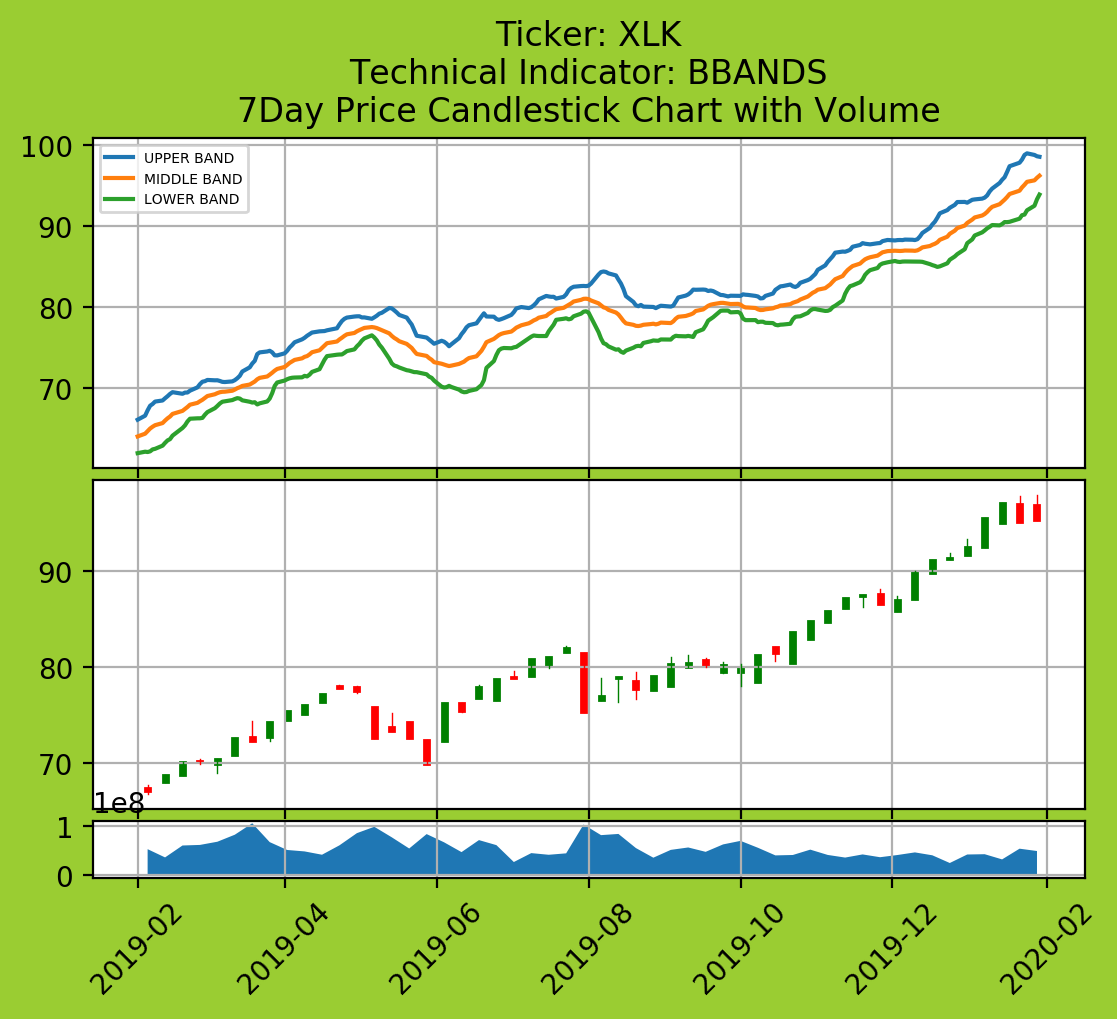 Ticker: XLK
Technical Indicator: BBANDS
7Day Price Candlestick Chart with Volume
100
90
80
70
UPPER BAND
MIDDLE BAND
LOWER BAND
90
80
70
1e8
1
0
2019-02
2019-04
2019-06
2019-08
2019-10
2019-12
2020-02